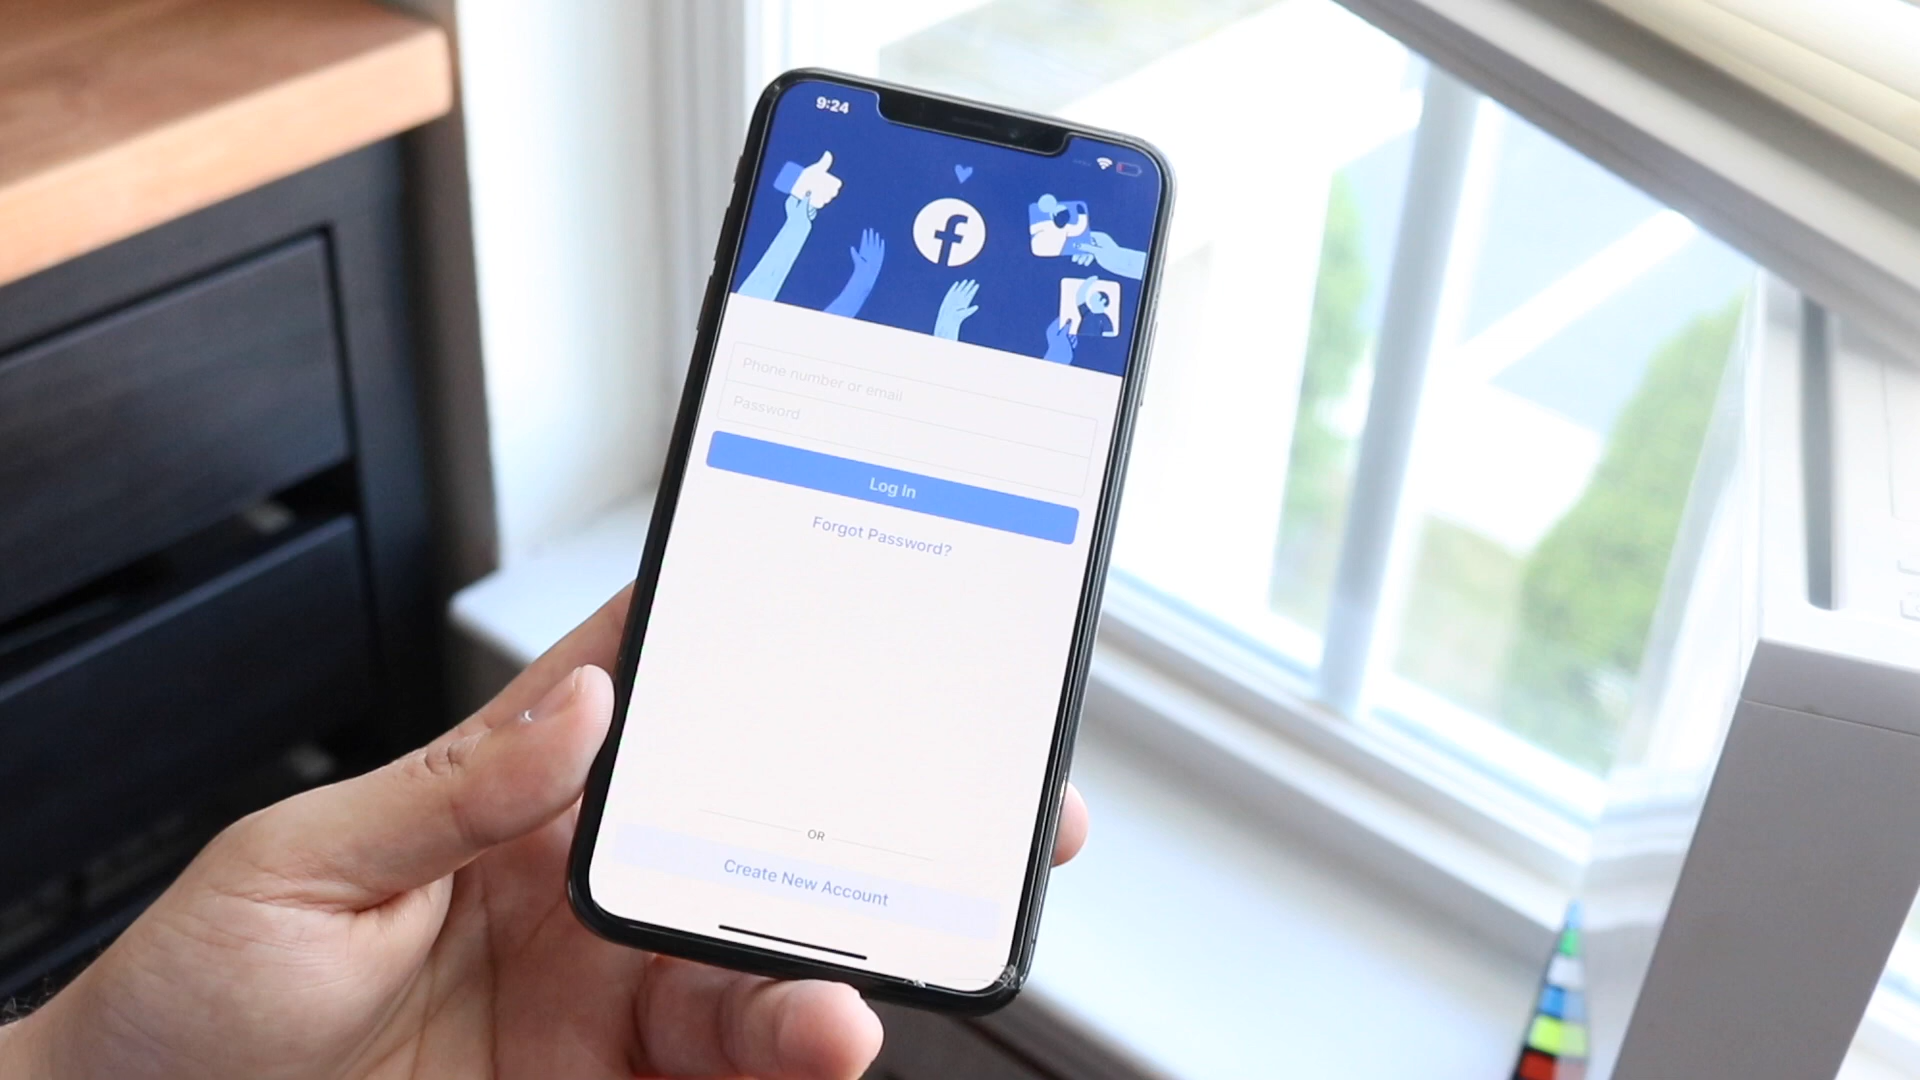 9:24
f
Phone number or email
Password
Log In
Forgot Password?
OR
Create New Account